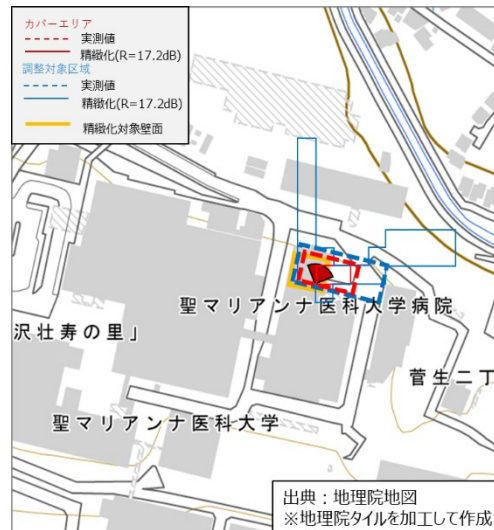 カバーエリア
実測値
精緻化(R=17.2dB)
調整対象区域
実測値
精緻化(R=17.2dB)
精緻化対象壁面
聖マリアンナ医科大学病院
沢壮寿の里」
菅生二丁
聖マリアンナ医科大学
出典：地理院地図
※地理院タイルを加工して作成